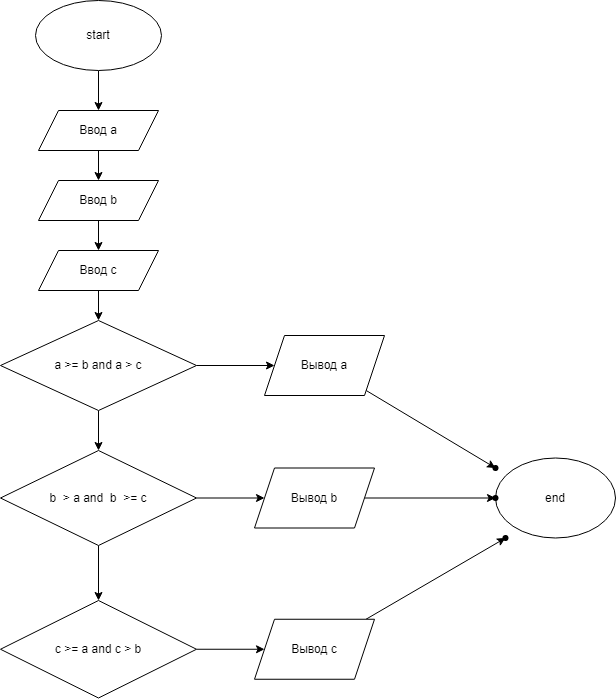 start
Ввод a
Ввод b
Ввод c
a >= b and a > c
Вывод a
b > a and b >= c
Вывод b
end
c >= a and c > b
Вывод c